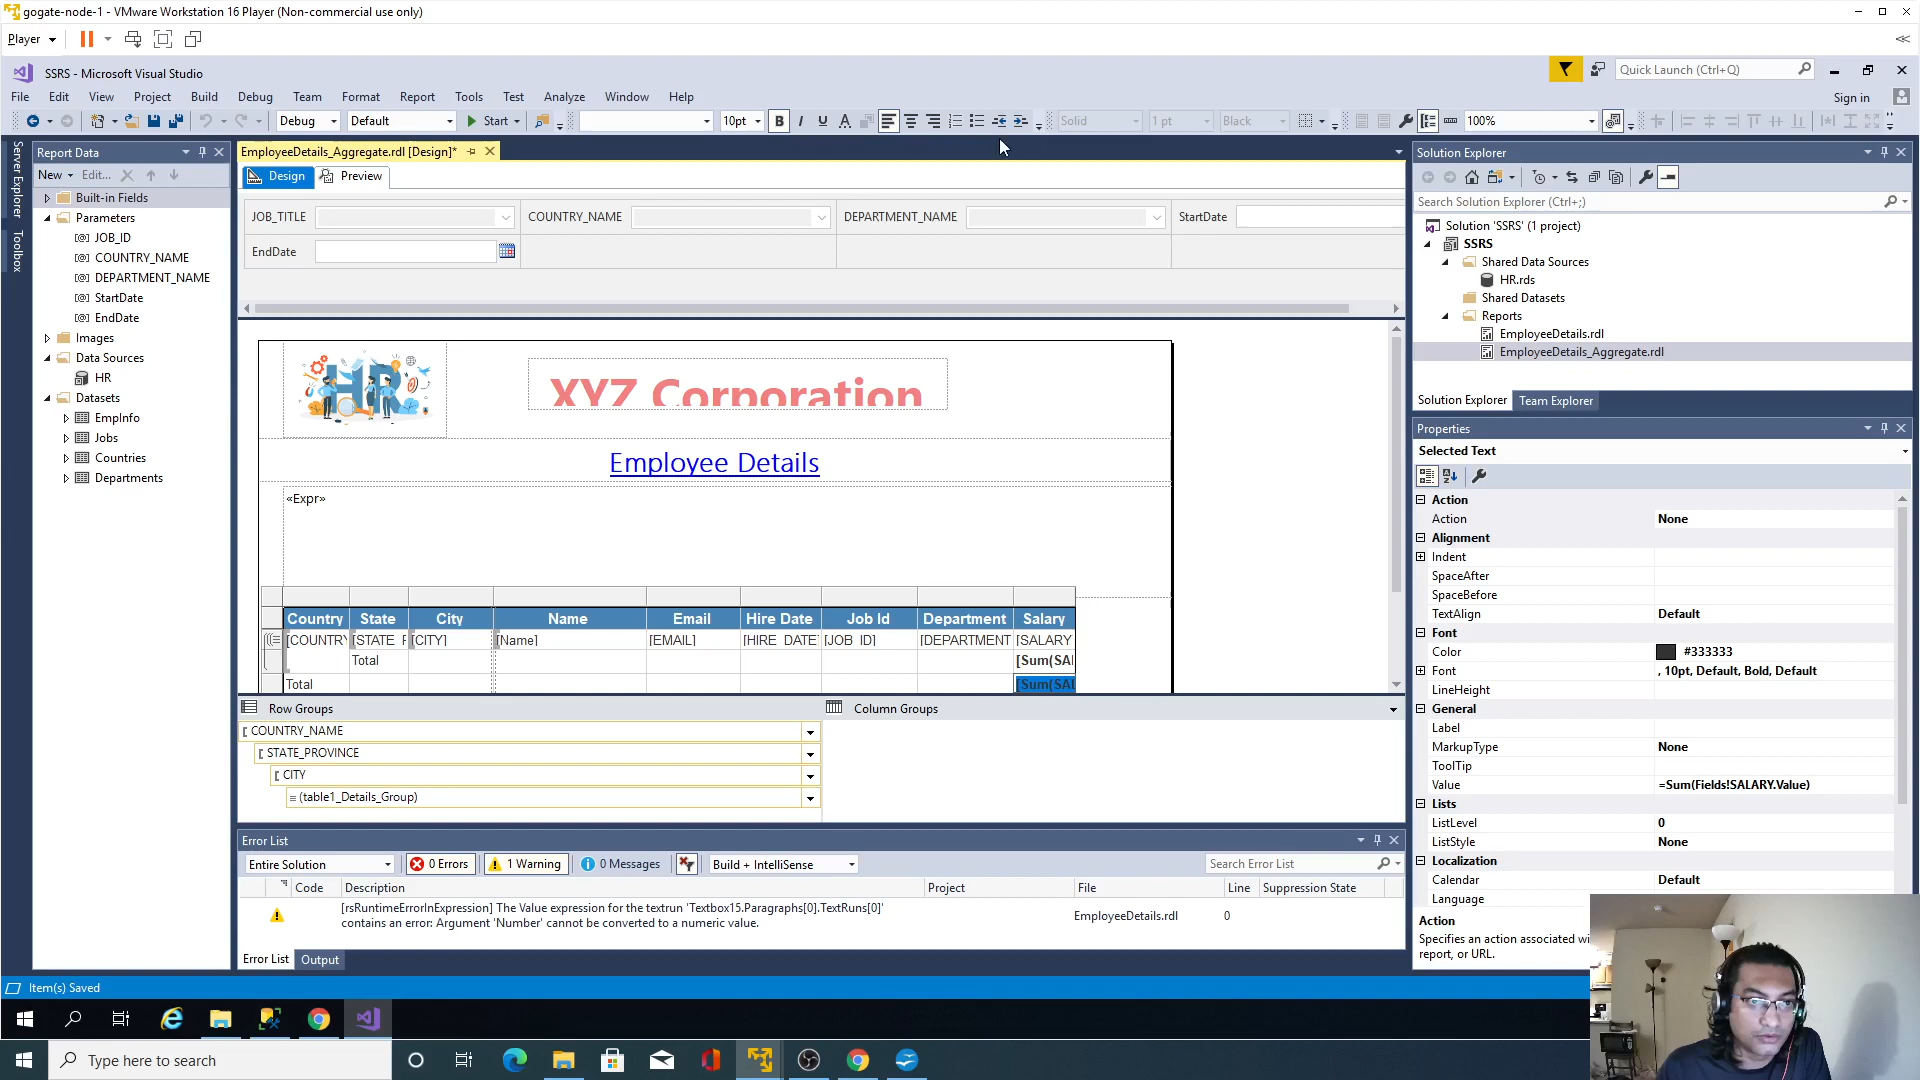 gogate-node-1 - VMware Workstation 16 Player (Non-commercial use only)
Player
SSRS - Microsoft Visual Studio
Quick Launch (Ctrl+Q)
File Edit View Project Build Debug Team Format Report Tools Test Analyze Window Help
Sign in
Debug Default Start 10pt B I U A Solid 1 pt Black 100%
Server Explorer
Toolbox
Report Data
New Edit...
Built-in Fields
Parameters
JOB_ID
COUNTRY_NAME
DEPARTMENT_NAME
StartDate
EndDate
Images
Data Sources
HR
Datasets
EmpInfo
Jobs
Countries
Departments
EmployeeDetails_Aggregate.rdl [Design]*
Design Preview
JOB_TITLE COUNTRY_NAME DEPARTMENT_NAME StartDate
EndDate
HR
XYZ Corporation
Employee Details
«Expr»
Country State City Name Email Hire Date Job Id Department Salary
[COUNTRY [STATE_P [CITY] [Name] [EMAIL] [HIRE_DATE] [JOB_ID] [DEPARTMENT [SALARY
Total [Sum(SAL
Total [Sum(SAL
Row Groups Column Groups
COUNTRY_NAME
STATE_PROVINCE
CITY
(table1_Details_Group)
Error List
Entire Solution 0 Errors 1 Warning 0 Messages Build + IntelliSense Search Error List
Code Description Project File Line Suppression State
[rsRuntimeErrorInExpression] The Value expression for the textrun 'Textbox15.Paragraphs[0].TextRuns[0]'
contains an error: Argument 'Number' cannot be converted to a numeric value.
EmployeeDetails.rdl 0
Error List Output
Item(s) Saved
Solution Explorer
Search Solution Explorer (Ctrl+;)
Solution 'SSRS' (1 project)
SSRS
Shared Data Sources
HR.rds
Shared Datasets
Reports
EmployeeDetails.rdl
EmployeeDetails_Aggregate.rdl
Solution Explorer Team Explorer
Properties
Selected Text
Action
Action None
Alignment
Indent
SpaceAfter
SpaceBefore
TextAlign Default
Font
Color #333333
Font , 10pt, Default, Bold, Default
LineHeight
General
Label
MarkupType None
ToolTip
Value =Sum(Fields!SALARY.Value)
Lists
ListLevel 0
ListStyle None
Localization
Calendar Default
Language
Action
Specifies an action associated wi
report, or URL.
Type here to search